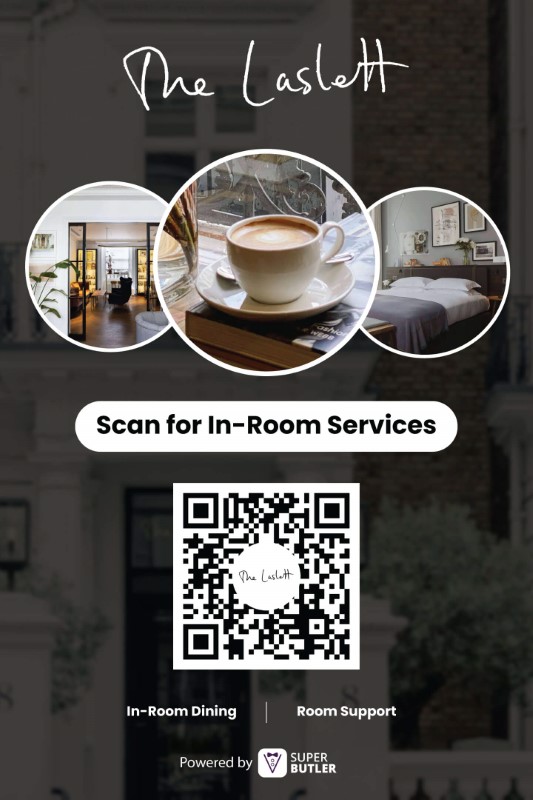 The Laslett
Scan for In-Room Services
The Laslett
In-Room Dining | Room Support
Powered by SUPER
BUTLER